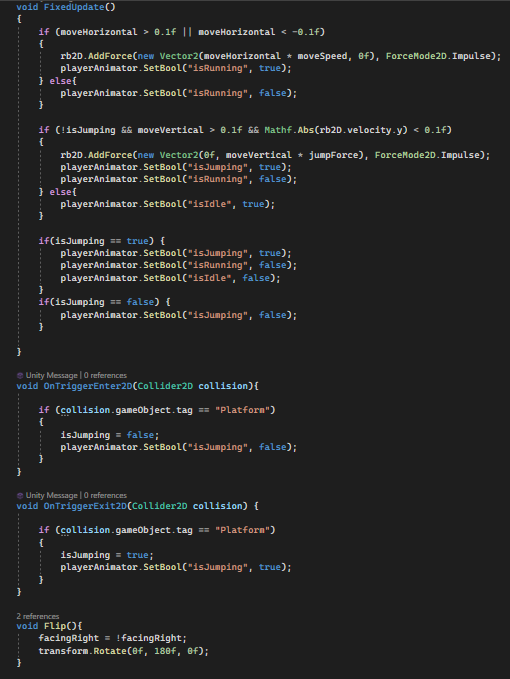 void FixedUpdate()
{
if (moveHorizontal > 0.1f || moveHorizontal < -0.1f)
{
rb2D.AddForce(new Vector2(moveHorizontal * moveSpeed, 0f), ForceMode2D.Impulse);
playerAnimator.SetBool("isRunning", true);
} else{
playerAnimator.SetBool("isRunning", false);
}
if (!isJumping && moveVertical > 0.1f && Mathf.Abs(rb2D.velocity.y) < 0.1f)
{
rb2D.AddForce(new Vector2(0f, moveVertical * jumpForce), ForceMode2D.Impulse);
playerAnimator.SetBool("isJumping", true);
playerAnimator.SetBool("isRunning", false);
} else{
playerAnimator.SetBool("isIdle", true);
}
if(isJumping == true) {
playerAnimator.SetBool("isJumping", true);
playerAnimator.SetBool("isRunning", false);
playerAnimator.SetBool("isIdle", false);
}
if(isJumping == false) {
playerAnimator.SetBool("isJumping", false);
}
}
Unity Message | 0 references
void OnTriggerEnter2D(Collider2D collision){
if (collision.gameObject.tag == "Platform")
{
isJumping = false;
playerAnimator.SetBool("isJumping", false);
}
}
Unity Message | 0 references
void OnTriggerExit2D(Collider2D collision) {
if (collision.gameObject.tag == "Platform")
{
isJumping = true;
playerAnimator.SetBool("isJumping", true);
}
}
2 references
void Flip(){
facingRight = !facingRight;
transform.Rotate(0f, 180f, 0f);
}